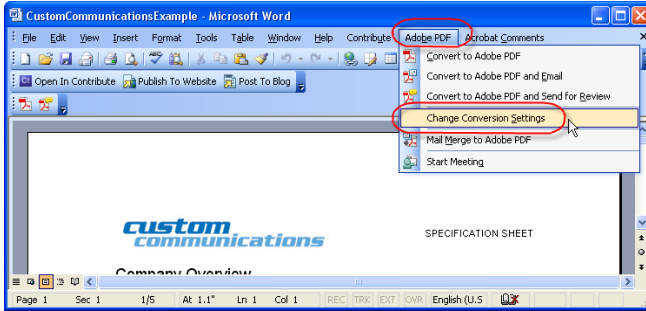 CustomCommunicationsExample - Microsoft Word
File Edit View Insert Format Tools Table Window Help Contribute Adobe PDF Acrobat Comments
Convert to Adobe PDF
Open In Contribute Publish To Website Post To Blog
Convert to Adobe PDF and Email
Convert to Adobe PDF and Send for Review
Change Conversion Settings
Mail Merge to Adobe PDF
Start Meeting
custom
communications
SPECIFICATION SHEET
Company Overview
Page 1 Sec 1 1/5 At 1.1" Ln 1 Col 1 REC TRK EXT OVR English (U.S